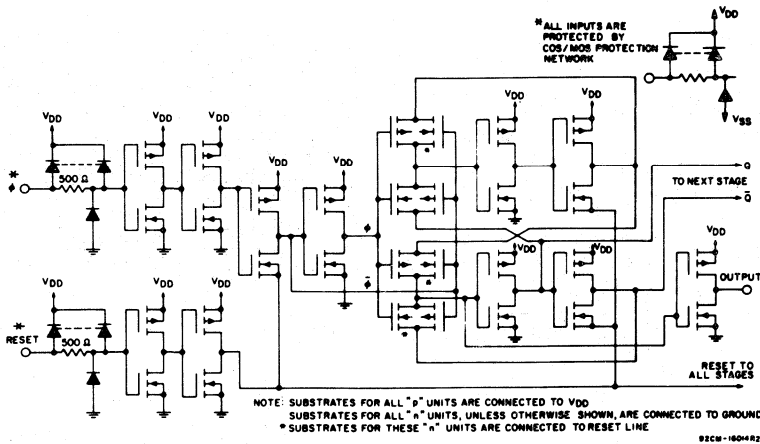 * ALL INPUTS ARE
PROTECTED BY
COS/MOS PROTECTION
NETWORK
VDD
VSS
VDD
VDD
VDD
*
ϕ
500 Ω
VDD
VDD
VDD
VDD
ϕ
ϕ̅
*
*
*
VDD
VDD
Q
TO NEXT STAGE
Q̅
OUTPUT
VDD
VDD
VDD
*
RESET
500 Ω
RESET TO
ALL STAGES
NOTE: SUBSTRATES FOR ALL "p" UNITS ARE CONNECTED TO VDD
SUBSTRATES FOR ALL "n" UNITS, UNLESS OTHERWISE SHOWN, ARE CONNECTED TO GROUND
* SUBSTRATES FOR THESE "n" UNITS ARE CONNECTED TO RESET LINE
92CM-16014R2